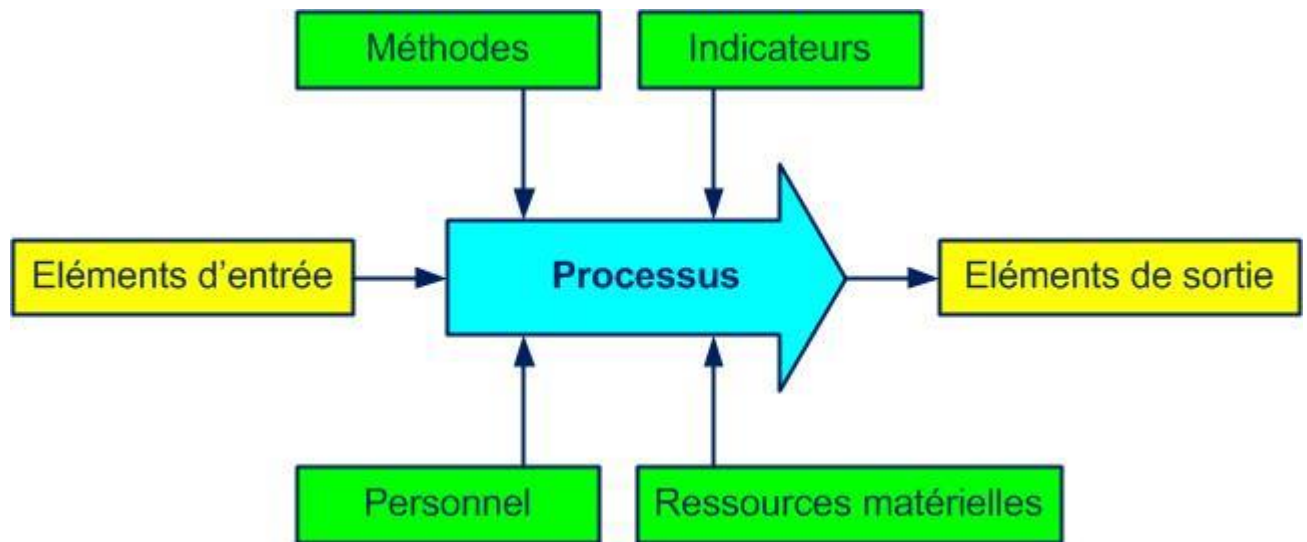 Méthodes
Indicateurs
Eléments d’entrée
Processus
Eléments de sortie
Personnel
Ressources matérielles